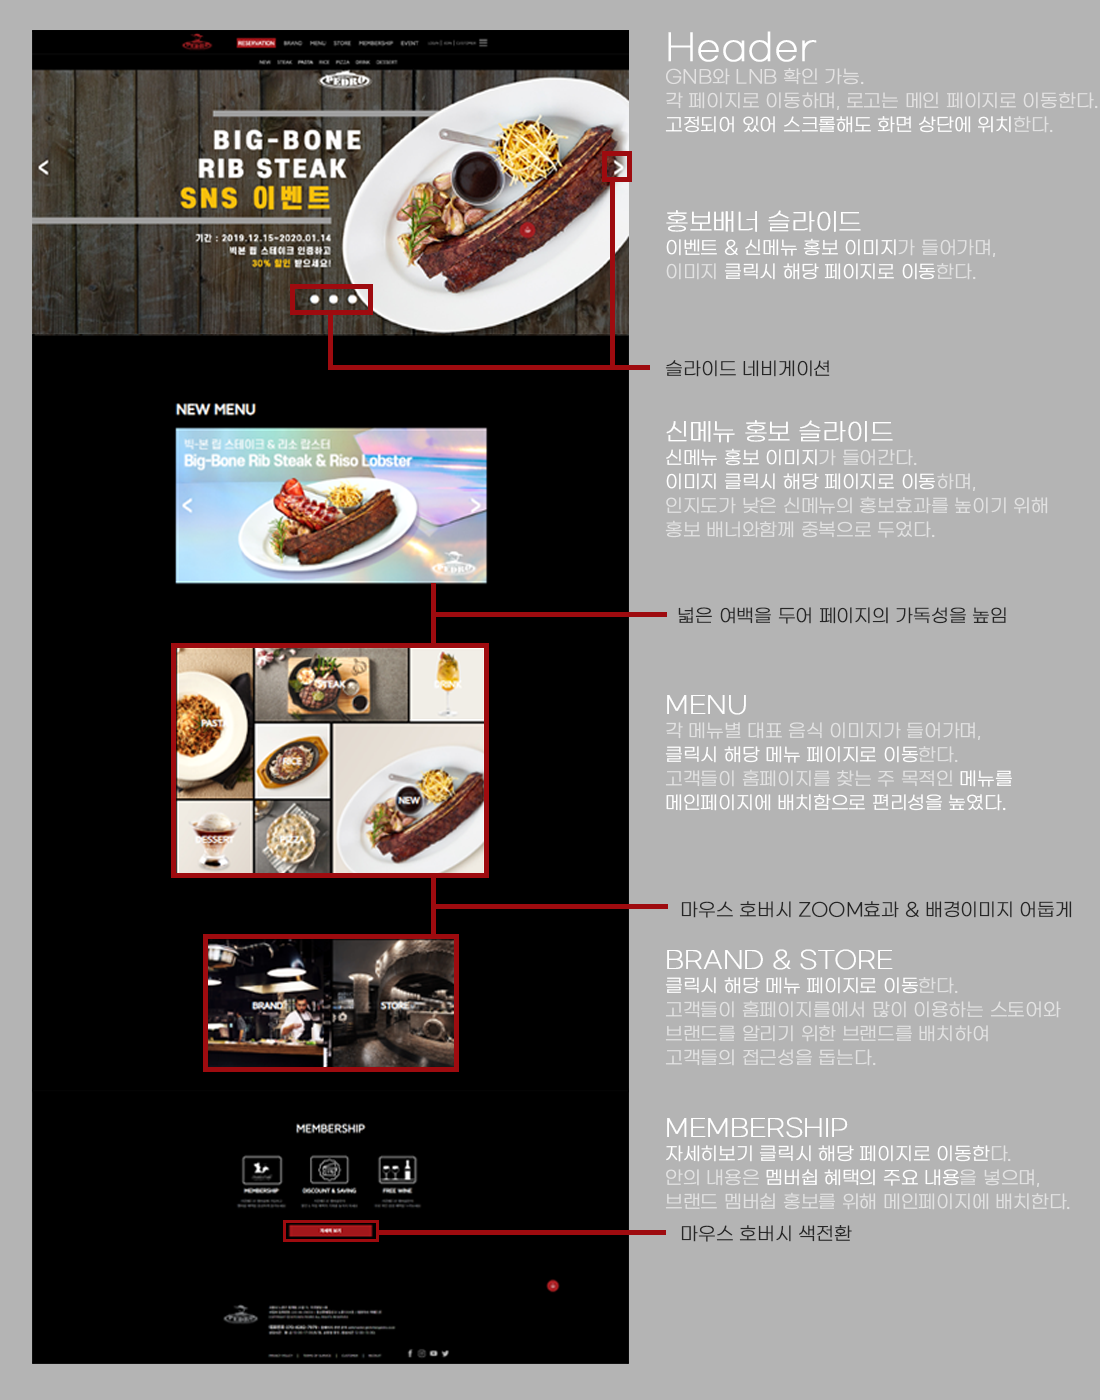 PEDRO
RESERVATION BRAND MENU STORE MEMBERSHIP EVENT LOGIN | JOIN | CUSTOMER
NEW STEAK PASTA RICE PIZZA DRINK DESSERT
PEDRO
BIG-BONE
RIB STEAK
SNS 이벤트
기간 : 2019.12.15~2020.01.14
빅본 립 스테이크 인증하고
30% 할인 받으세요!
NEW MENU
빅-본 립 스테이크 & 리소 랍스터
Big-Bone Rib Steak & Riso Lobster
PEDRO
PASTA
STEAK
DRINK
RICE
NEW
DESSERT
PIZZA
BRAND
STORE
MEMBERSHIP
MEMBERSHIP
DISCOUNT & SAVING
FREE WINE
자세히 보기
PEDRO
PRIVACY POLICY | TERMS OF SERVICE | CUSTOMER | RECRUIT
Header
GNB와 LNB 확인 가능.
각 페이지로 이동하며, 로고는 메인 페이지로 이동한다.
고정되어 있어 스크롤해도 화면 상단에 위치한다.
홍보배너 슬라이드
이벤트 & 신메뉴 홍보 이미지가 들어가며,
이미지 클릭시 해당 페이지로 이동한다.
슬라이드 네비게이션
신메뉴 홍보 슬라이드
신메뉴 홍보 이미지가 들어간다.
이미지 클릭시 해당 페이지로 이동하며,
인지도가 낮은 신메뉴의 홍보효과를 높이기 위해
홍보 배너와함께 중복으로 두었다.
넓은 여백을 두어 페이지의 가독성을 높임
MENU
각 메뉴별 대표 음식 이미지가 들어가며,
클릭시 해당 메뉴 페이지로 이동한다.
고객들이 홈페이지를 찾는 주 목적인 메뉴를
메인페이지에 배치함으로 편리성을 높였다.
마우스 호버시 ZOOM효과 & 배경이미지 어둡게
BRAND & STORE
클릭시 해당 메뉴 페이지로 이동한다.
고객들이 홈페이지를에서 많이 이용하는 스토어와
브랜드를 알리기 위한 브랜드를 배치하여
고객들의 접근성을 돕는다.
MEMBERSHIP
자세히보기 클릭시 해당 페이지로 이동한다.
안의 내용은 멤버쉽 혜택의 주요 내용을 넣으며,
브랜드 멤버쉽 홍보를 위해 메인페이지에 배치한다.
마우스 호버시 색전환